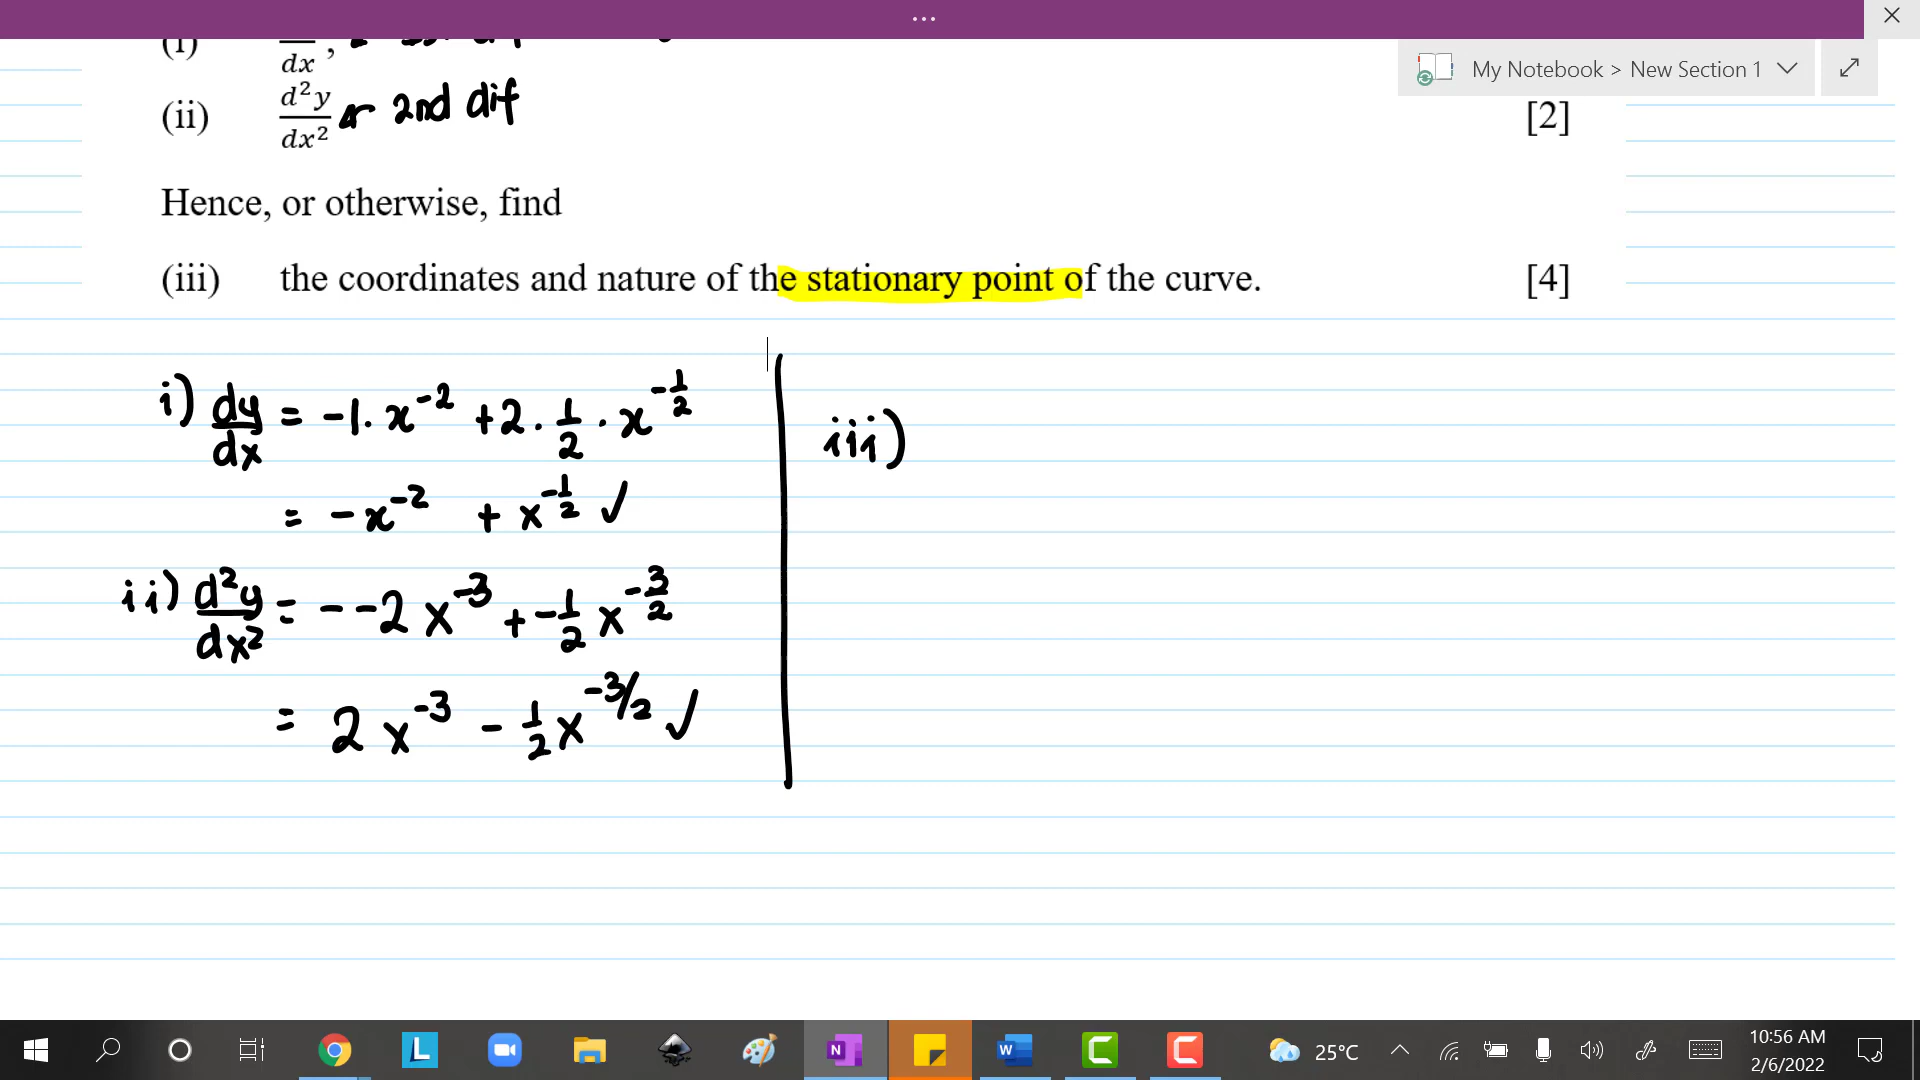 My Notebook > New Section 1
(i) dx ,
(ii) d²y/dx² 2nd dif [2]
Hence, or otherwise, find
(iii) the coordinates and nature of the stationary point of the curve. [4]
i) dy/dx = -1. x^-2 + 2 . 1/2 . x^-1/2
= -x^-2 + x^-1/2 ✓
ii) d²y/dx² = --2 x^-3 + -1/2 x^-3/2
= 2 x^-3 - 1/2 x^-3/2 ✓
iii)
25°C
10:56 AM
2/6/2022